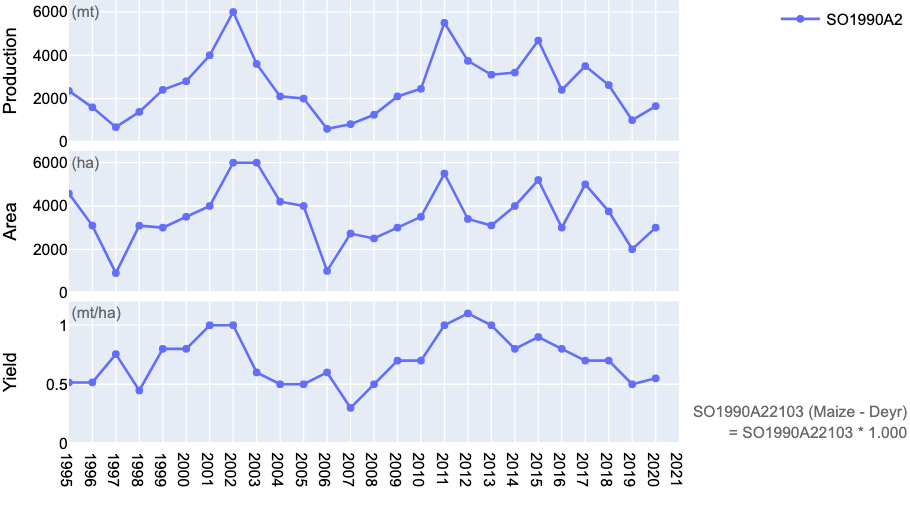 6000 (mt)
4000
2000
0
Production
SO1990A2
6000 (ha)
4000
2000
0
Area
(mt/ha)
1
0.5
0
Yield
SO1990A22103 (Maize - Deyr)
= SO1990A22103 * 1.000
1995 1996 1997 1998 1999 2000 2001 2002 2003 2004 2005 2006 2007 2008 2009 2010 2011 2012 2013 2014 2015 2016 2017 2018 2019 2020 2021